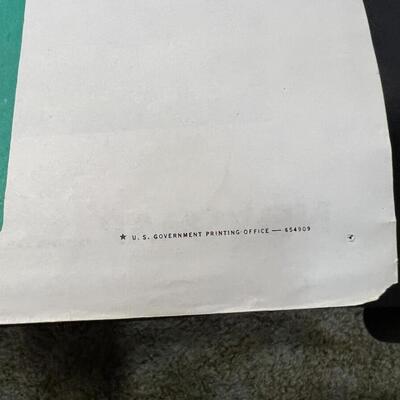 ★ U. S. GOVERNMENT PRINTING OFFICE — 654909